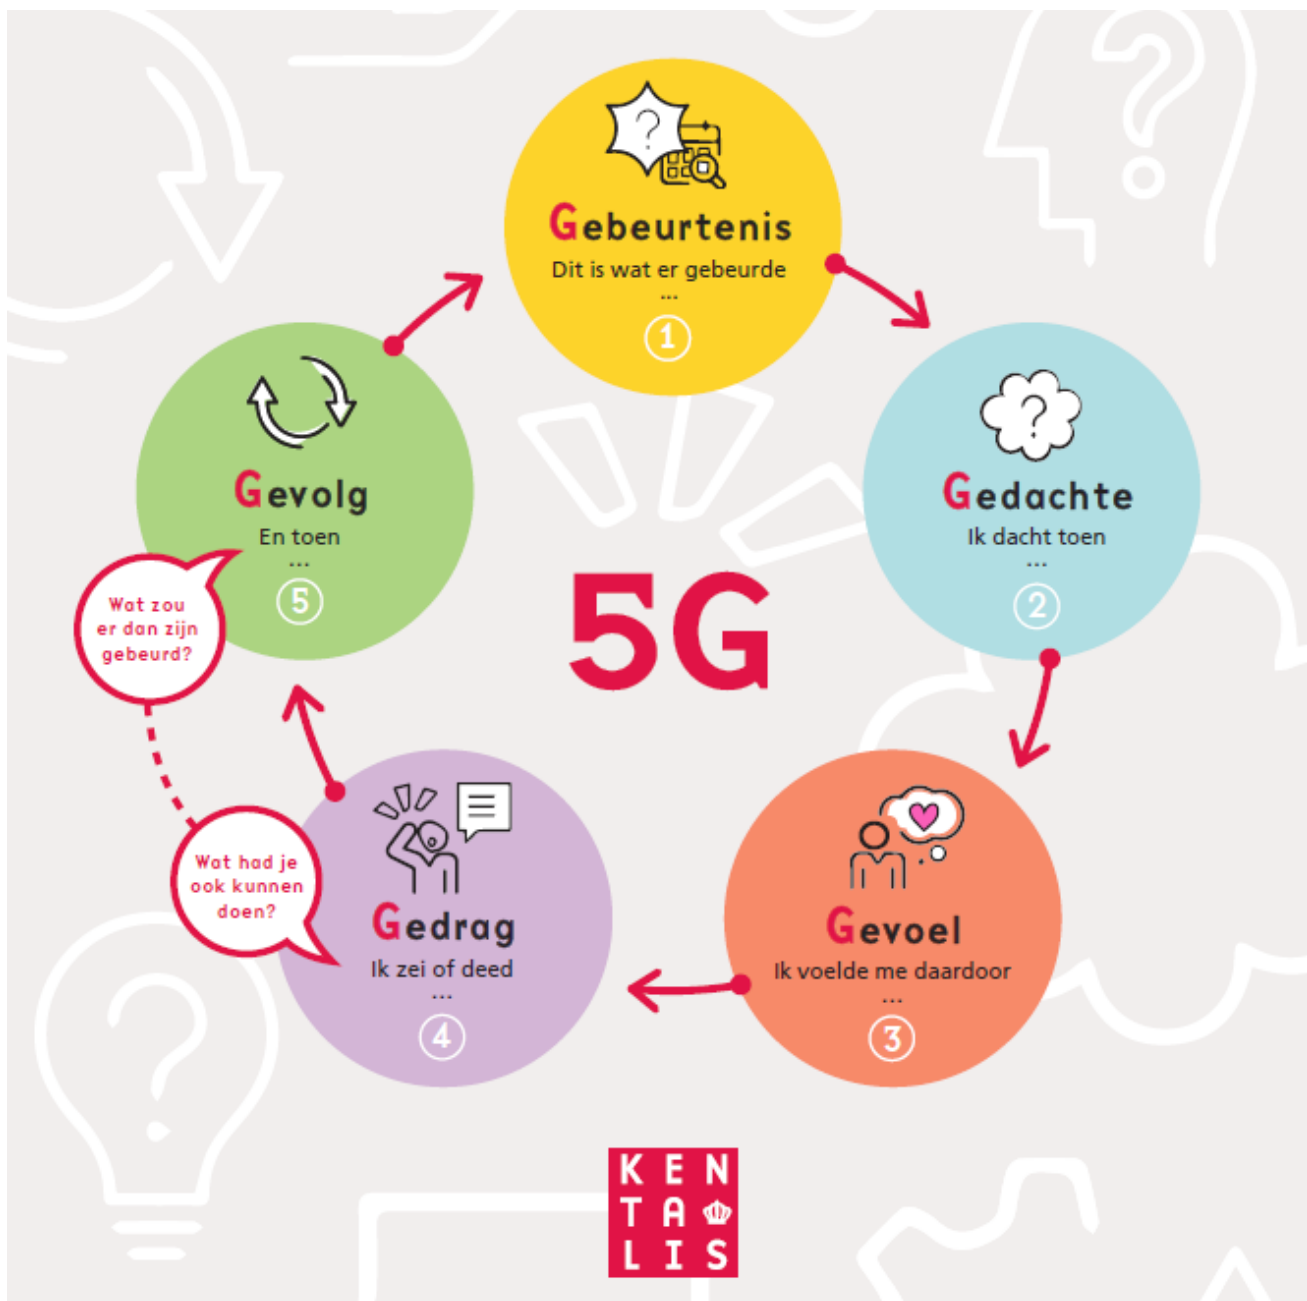 Gebeurtenis
Dit is wat er gebeurde
...
1
Gedachte
Ik dacht toen
...
2
Gevoel
Ik voelde me daardoor
...
3
Gedrag
Ik zei of deed
...
4
Wat had je
ook kunnen
doen?
Gevolg
En toen
...
5
Wat zou
er dan zijn
gebeurd?
5G
KEN
TA
LIS